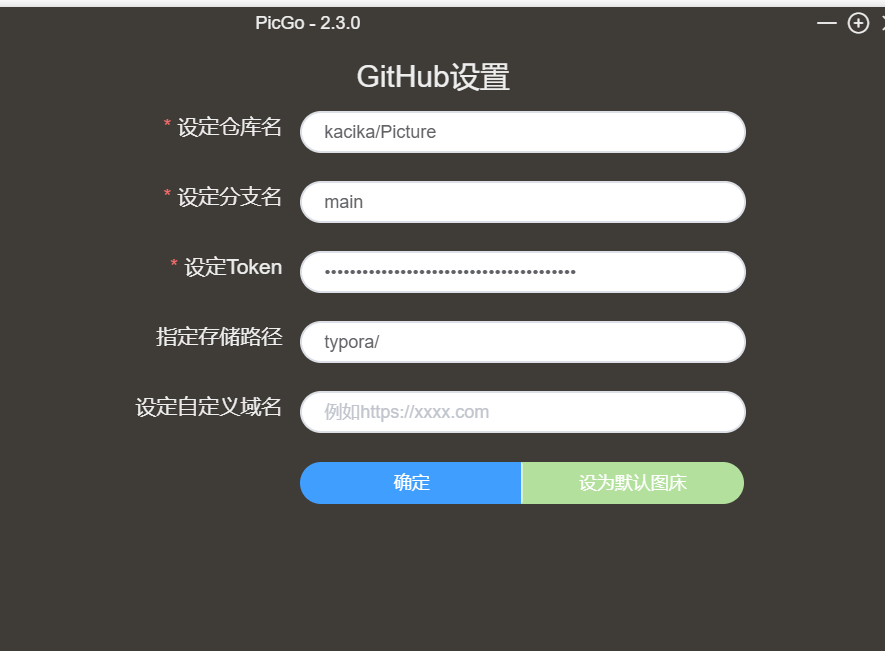 PicGo - 2.3.0
GitHub设置
* 设定仓库名 kacika/Picture
* 设定分支名 main
* 设定Token ••••••••••••••••••••••••••••••••••••••••
指定存储路径 typora/
设定自定义域名 例如https://xxxx.com
确定 设为默认图床